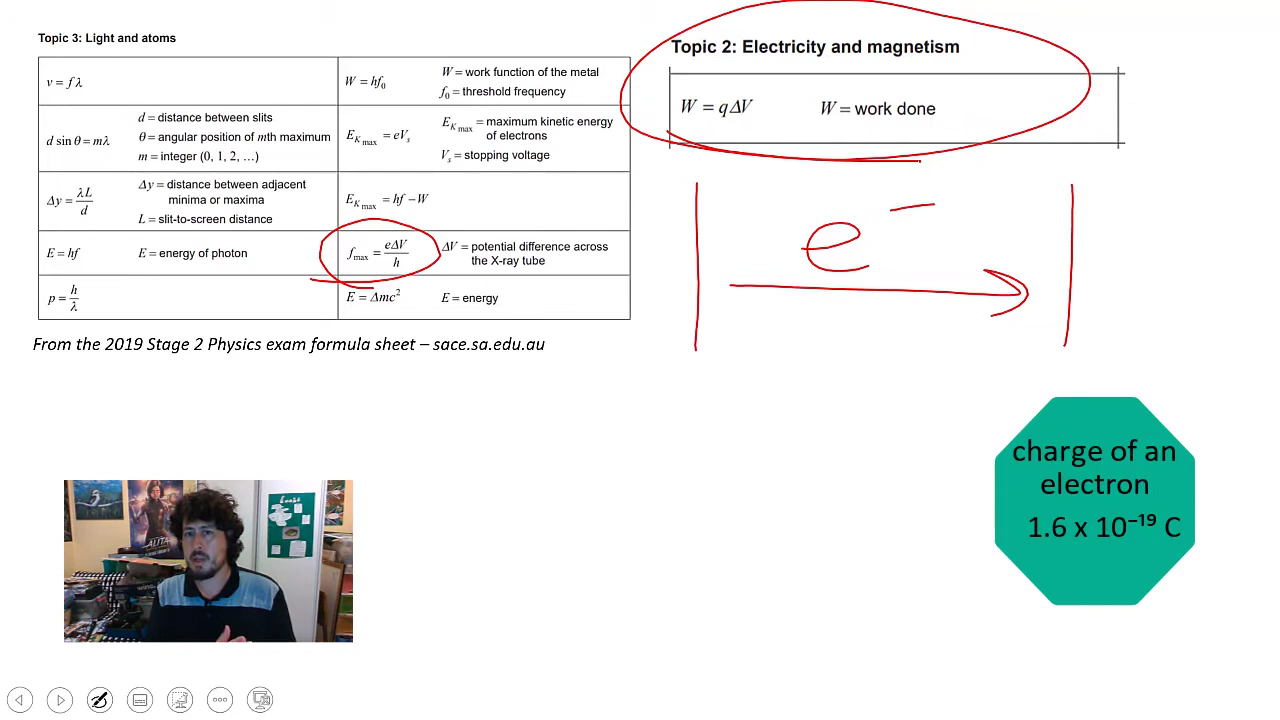 Topic 3: Light and atoms
v = fλ
W = hf₀
W = work function of the metal
f₀ = threshold frequency
d sin θ = mλ
d = distance between slits
θ = angular position of mth maximum
m = integer (0, 1, 2, …)
E_K max = eVₛ
E_K max = maximum kinetic energy
of electrons
Vₛ = stopping voltage
Δy = λL/d
Δy = distance between adjacent
minima or maxima
L = slit-to-screen distance
E_K max = hf – W
E = hf
E = energy of photon
f_max = eΔV/h
ΔV = potential difference across
the X-ray tube
p = h/λ
E = Δmc²
E = energy
From the 2019 Stage 2 Physics exam formula sheet – sace.sa.edu.au
Topic 2: Electricity and magnetism
W = qΔV
W = work done
e⁻
charge of an
electron
1.6 x 10⁻¹⁹ C
ALITA